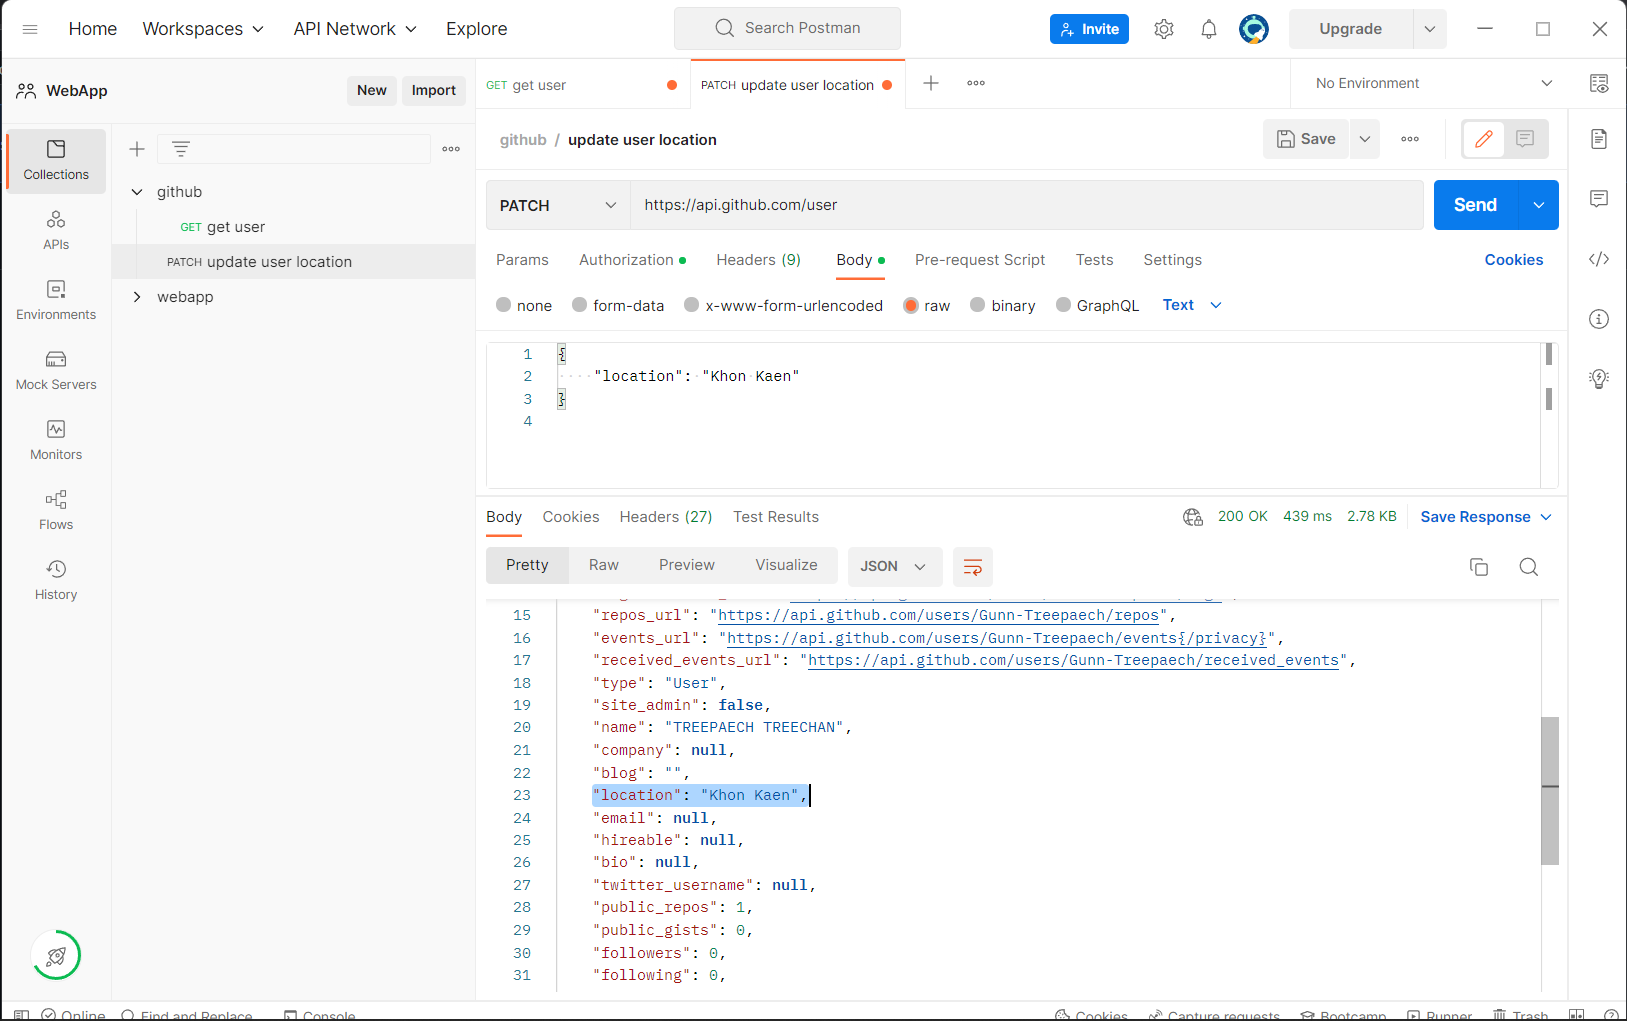 Home
Workspaces
API Network
Explore
Search Postman
Invite
Upgrade
WebApp
New
Import
GET get user
PATCH update user location
No Environment
Collections
APIs
Environments
Mock Servers
Monitors
Flows
History
github
GET get user
PATCH update user location
webapp
github / update user location
Save
PATCH
https://api.github.com/user
Send
Params
Authorization
Headers (9)
Body
Pre-request Script
Tests
Settings
Cookies
none
form-data
x-www-form-urlencoded
raw
binary
GraphQL
Text
1 {
2 "location": "Khon Kaen"
3 }
4
Body
Cookies
Headers (27)
Test Results
200 OK
439 ms
2.78 KB
Save Response
Pretty
Raw
Preview
Visualize
JSON
15 "repos_url": "https://api.github.com/users/Gunn-Treepaech/repos",
16 "events_url": "https://api.github.com/users/Gunn-Treepaech/events{/privacy}",
17 "received_events_url": "https://api.github.com/users/Gunn-Treepaech/received_events",
18 "type": "User",
19 "site_admin": false,
20 "name": "TREEPAECH TREECHAN",
21 "company": null,
22 "blog": "",
23 "location": "Khon Kaen",
24 "email": null,
25 "hireable": null,
26 "bio": null,
27 "twitter_username": null,
28 "public_repos": 1,
29 "public_gists": 0,
30 "followers": 0,
31 "following": 0,
Online
Find and Replace
Console
Cookies
Capture requests
Bootcamp
Runner
Trash